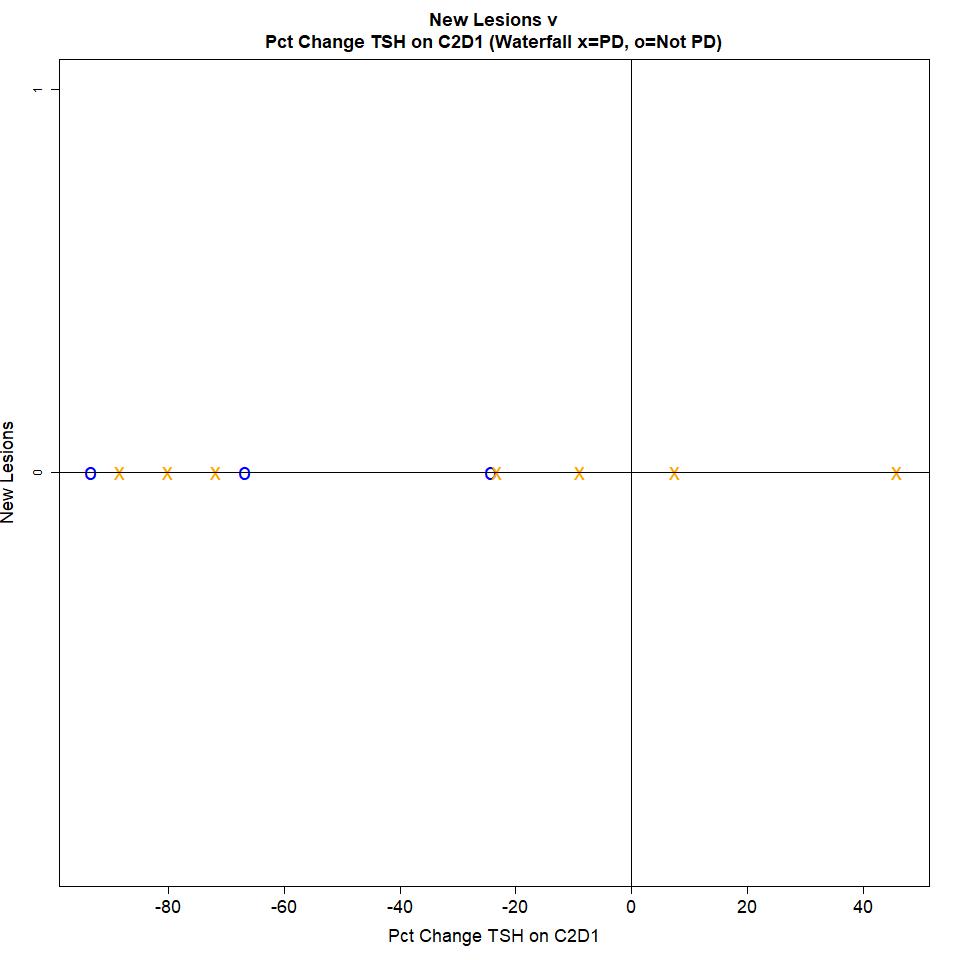 New Lesions v
Pct Change TSH on C2D1 (Waterfall x=PD, o=Not PD)
1
New Lesions
0
o x x x o o x x x x
-80 -60 -40 -20 0 20 40
Pct Change TSH on C2D1